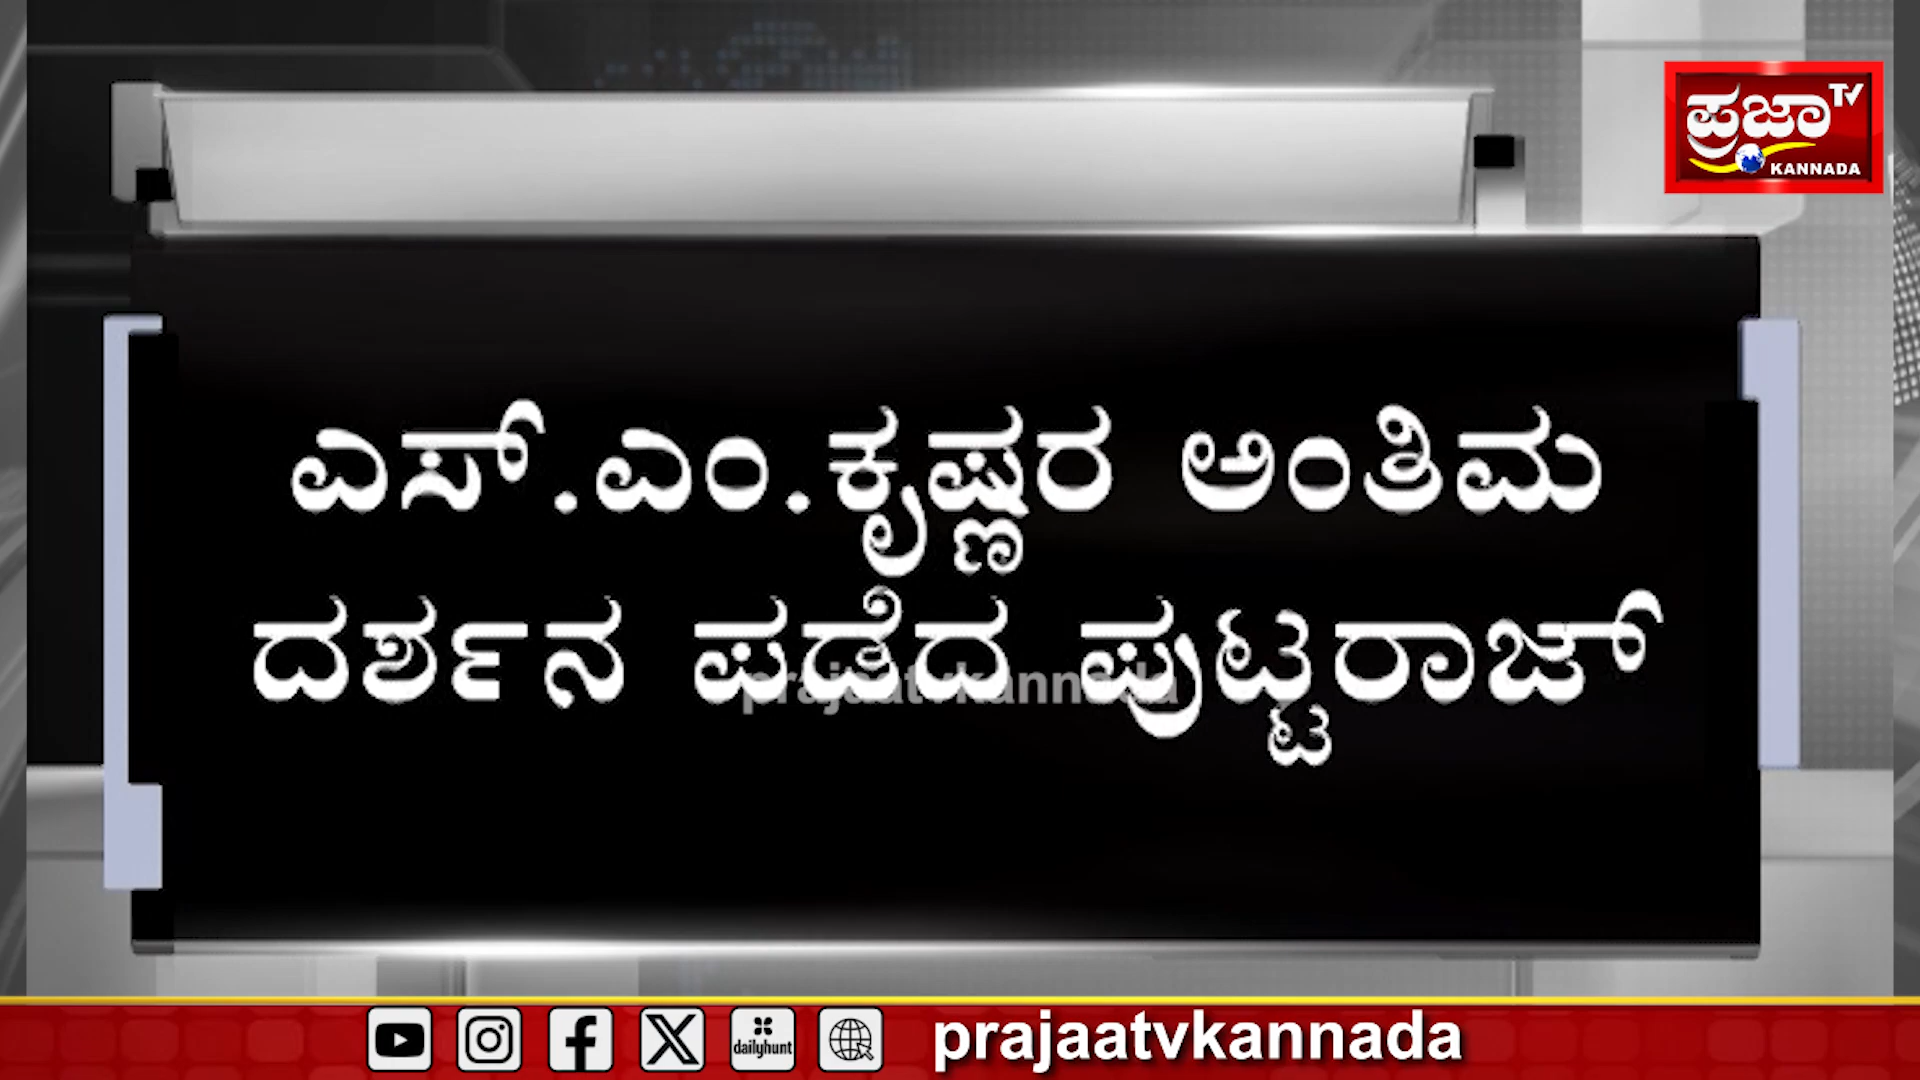 ಪ್ರಜಾ TV
KANNADA
ಎಸ್.ಎಂ.ಕೃಷ್ಣರ ಅಂತಿಮ
ದರ್ಶನ ಪಡೆದ ಪುಟ್ಟರಾಜ್
prajaatvkannada
dailyhunt
prajaatvkannada